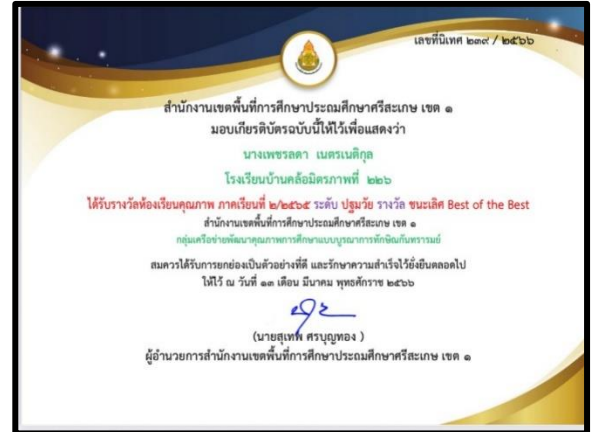 เลขที่นิเทศ ๒๓๙ / ๒๕๖๖
สำนักงานเขตพื้นที่การศึกษาประถมศึกษาศรีสะเกษ เขต ๑
มอบเกียรติบัตรฉบับนี้ให้ไว้เพื่อแสดงว่า
นางเพชรลดา เนตรเนติกุล
โรงเรียนบ้านคล้อมิตรภาพที่ ๒๒๖
ได้รับรางวัลห้องเรียนคุณภาพ ภาคเรียนที่ ๒/๒๕๖๕ ระดับ ปฐมวัย รางวัล ชนะเลิศ Best of the Best
สำนักงานเขตพื้นที่การศึกษาประถมศึกษาศรีสะเกษ เขต ๑
กลุ่มเครือข่ายพัฒนาคุณภาพการศึกษาแบบบูรณาการทักษิณกันทรารมย์
สมควรได้รับการยกย่องเป็นตัวอย่างที่ดี และรักษาความสำเร็จไว้ยั่งยืนตลอดไป
ให้ไว้ ณ วันที่ ๑๓ เดือน มีนาคม พุทธศักราช ๒๕๖๖
(นายสุเทพ ศรบุญทอง )
ผู้อำนวยการสำนักงานเขตพื้นที่การศึกษาประถมศึกษาศรีสะเกษ เขต ๑